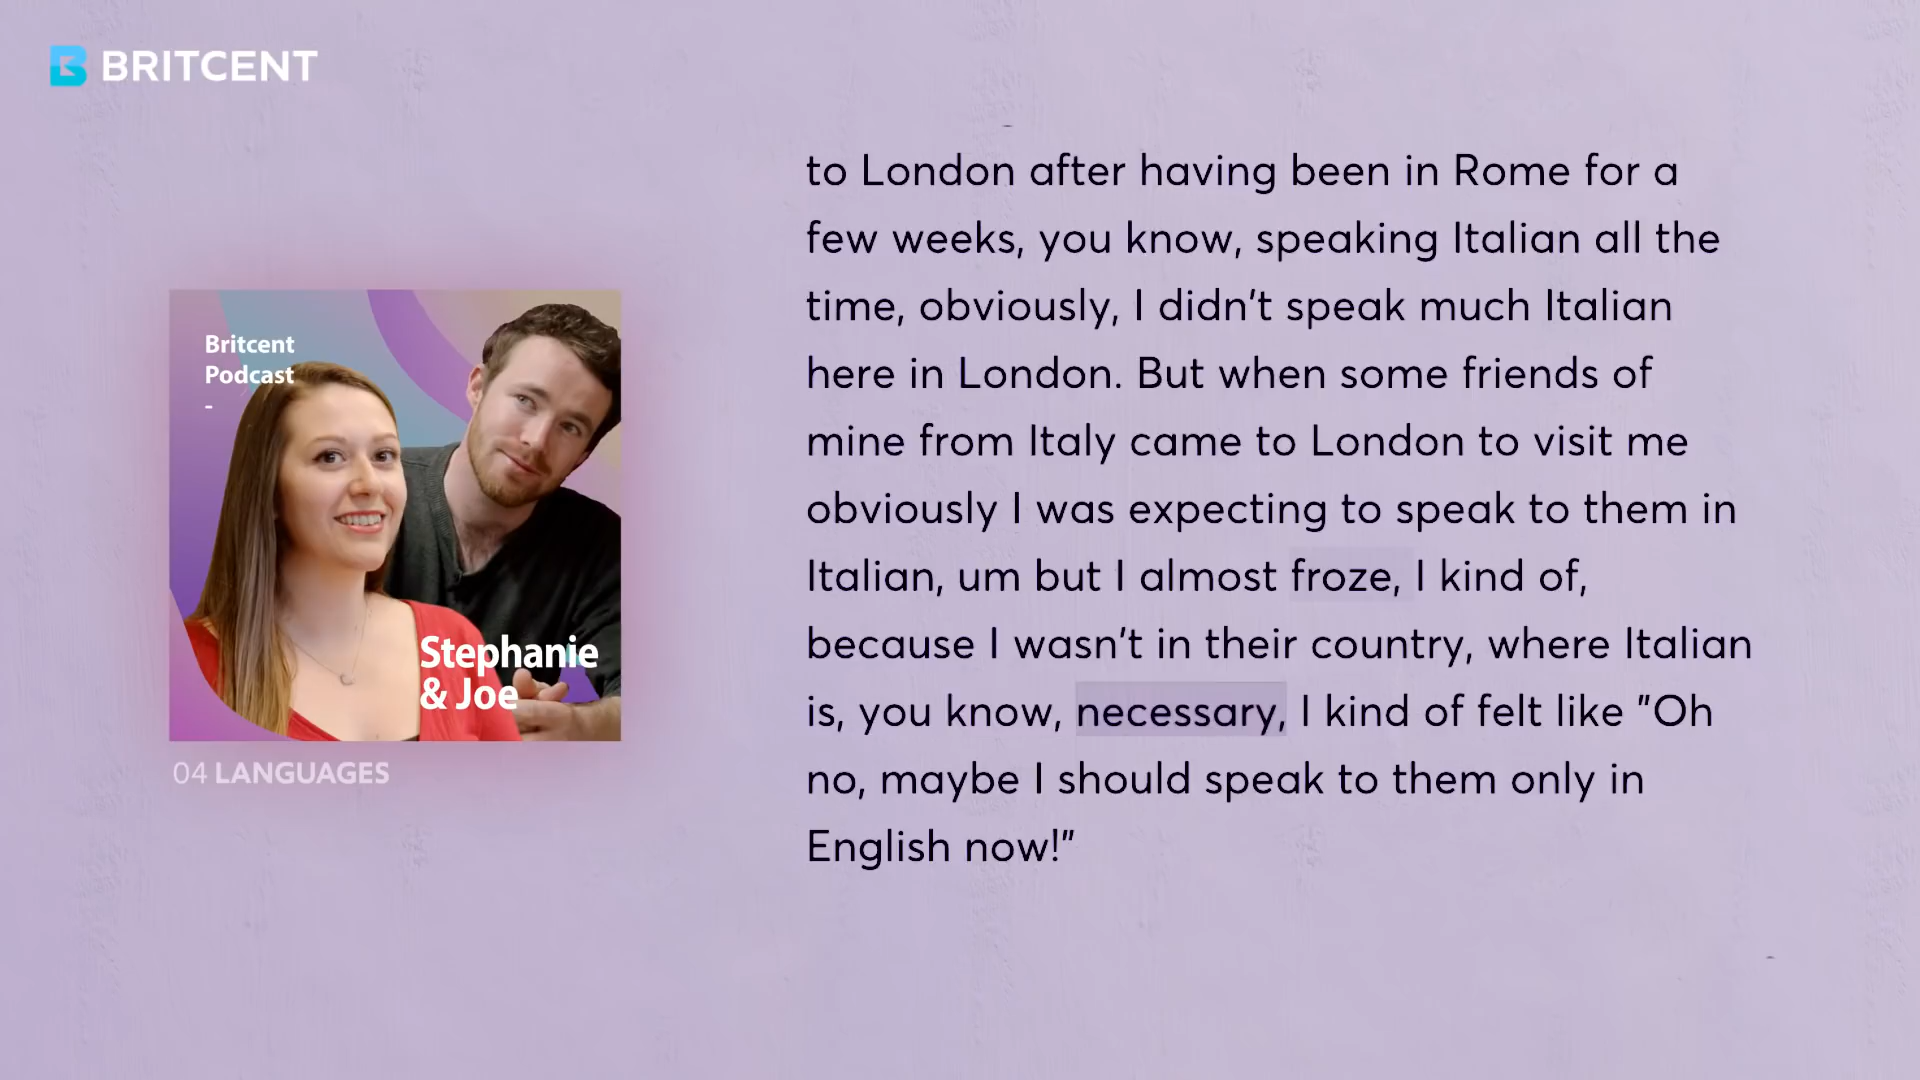 BRITCENT
Britcent
Podcast
-
Stephanie
& Joe
04 LANGUAGES
to London after having been in Rome for a
few weeks, you know, speaking Italian all the
time, obviously, I didn't speak much Italian
here in London. But when some friends of
mine from Italy came to London to visit me
obviously I was expecting to speak to them in
Italian, um but I almost froze, I kind of,
because I wasn't in their country, where Italian
is, you know, necessary, I kind of felt like "Oh
no, maybe I should speak to them only in
English now!"